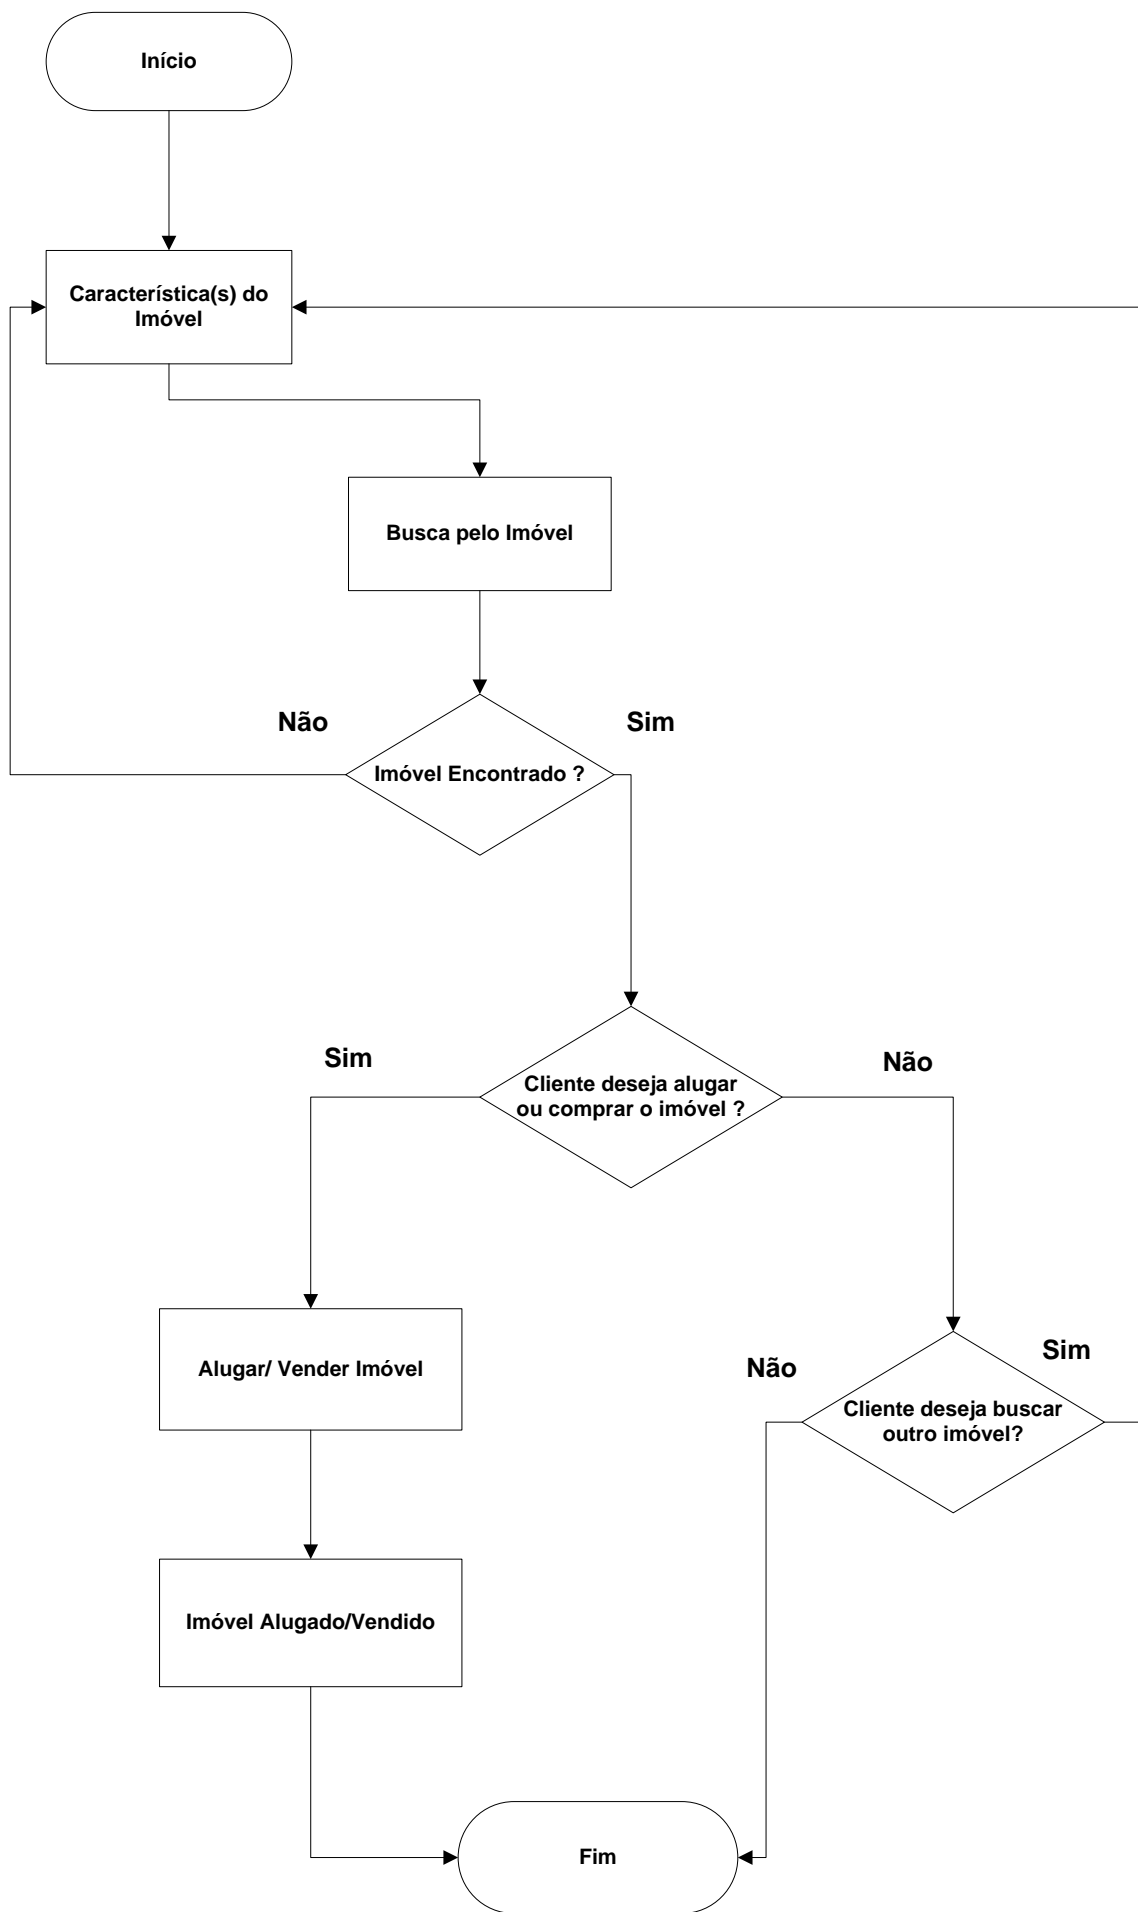 Início
Característica(s) do
Imóvel
Busca pelo Imóvel
Não
Sim
Imóvel Encontrado ?
Sim
Não
Cliente deseja alugar
ou comprar o imóvel ?
Alugar/ Vender Imóvel
Não
Sim
Cliente deseja buscar
outro imóvel?
Imóvel Alugado/Vendido
Fim